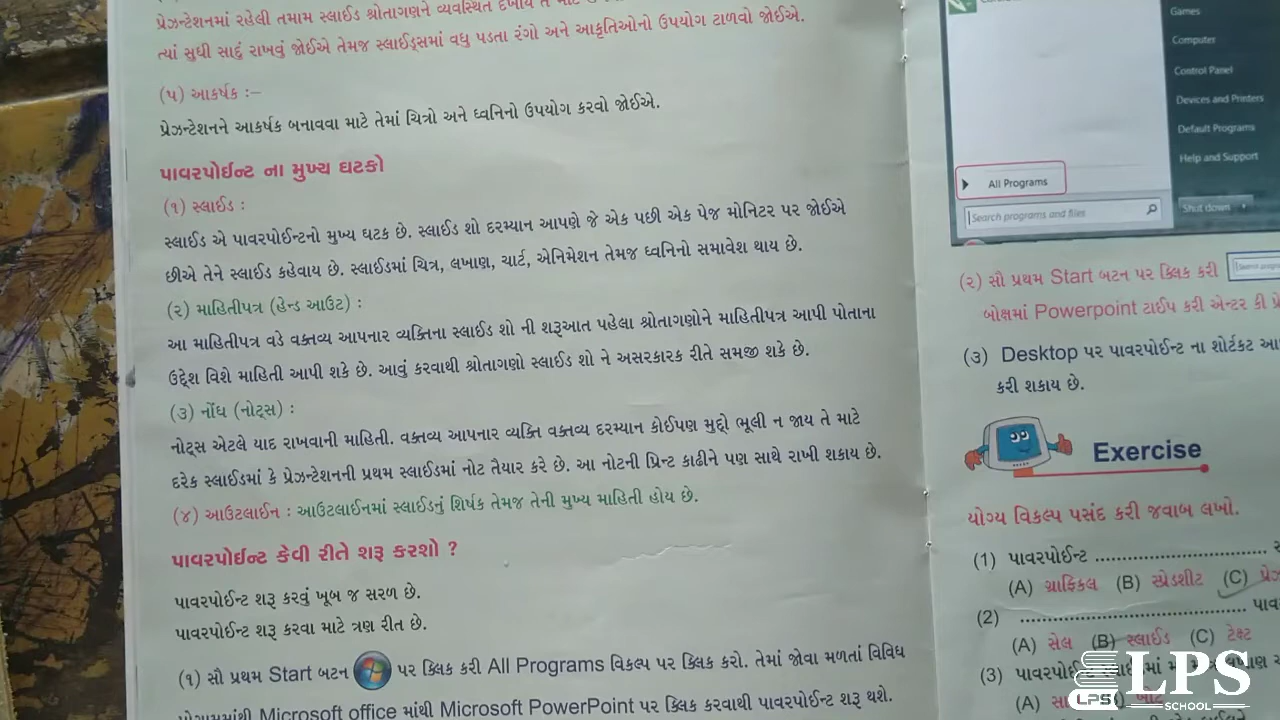 પ્રેઝન્ટેશનમાં રહેલી તમામ સ્લાઈડ શ્રોતાગણને વ્યવસ્થિત દેખાય તે માટે
ત્યાં સુધી સાદું રાખવું જોઈએ તેમજ સ્લાઈડ્સમાં વધુ પડતા રંગો અને આકૃતિઓનો ઉપયોગ ટાળવો જોઈએ.
(૫) આકર્ષક :–
પ્રેઝન્ટેશનને આકર્ષક બનાવવા માટે તેમાં ચિત્રો અને ધ્વનિનો ઉપયોગ કરવો જોઈએ.
પાવરપોઈન્ટ ના મુખ્ય ઘટકો
(૧) સ્લાઈડ :
સ્લાઈડ એ પાવરપોઈન્ટનો મુખ્ય ઘટક છે. સ્લાઈડ શો દરમ્યાન આપણે જે એક પછી એક પેજ મોનિટર પર જોઈએ
છીએ તેને સ્લાઈડ કહેવાય છે. સ્લાઈડમાં ચિત્ર, લખાણ, ચાર્ટ, એનિમેશન તેમજ ધ્વનિનો સમાવેશ થાય છે.
(૨) માહિતીપત્ર (હેન્ડ આઉટ) :
આ માહિતીપત્ર વડે વક્તવ્ય આપનાર વ્યક્તિના સ્લાઈડ શો ની શરૂઆત પહેલા શ્રોતાગણોને માહિતીપત્ર આપી પોતાના
ઉદ્દેશ વિશે માહિતી આપી શકે છે. આવું કરવાથી શ્રોતાગણો સ્લાઈડ શો ને અસરકારક રીતે સમજી શકે છે.
(૩) નોંધ (નોટ્સ) :
નોટ્સ એટલે યાદ રાખવાની માહિતી. વક્તવ્ય આપનાર વ્યક્તિ વક્તવ્ય દરમ્યાન કોઈપણ મુદ્દો ભૂલી ન જાય તે માટે
દરેક સ્લાઈડમાં કે પ્રેઝન્ટેશનની પ્રથમ સ્લાઈડમાં નોટ તૈયાર કરે છે. આ નોટની પ્રિન્ટ કાઢીને પણ સાથે રાખી શકાય છે.
(૪) આઉટલાઈન : આઉટલાઈનમાં સ્લાઈડનું શિર્ષક તેમજ તેની મુખ્ય માહિતી હોય છે.
પાવરપોઈન્ટ કેવી રીતે શરૂ કરશો ?
પાવરપોઈન્ટ શરૂ કરવું ખૂબ જ સરળ છે.
પાવરપોઈન્ટ શરૂ કરવા માટે ત્રણ રીત છે.
(૧) સૌ પ્રથમ Start બટન પર ક્લિક કરી All Programs વિકલ્પ પર ક્લિક કરો. તેમાં જોવા મળતાં વિવિધ
Microsoft office માંથી Microsoft PowerPoint પર ક્લિક કરવાથી પાવરપોઈન્ટ શરૂ થશે.
Games
Computer
Control Panel
Devices and Printers
Default Programs
Help and Support
All Programs
Search programs and files
Shut down
(૨) સૌ પ્રથમ Start બટન પર ક્લિક કરી
બોક્ષમાં Powerpoint ટાઈપ કરી એન્ટર કી
(૩) Desktop પર પાવરપોઈન્ટ ના શોર્ટકટ
કરી શકાય છે.
Exercise
યોગ્ય વિકલ્પ પસંદ કરી જવાબ લખો.
(1) પાવરપોઈન્ટ ................................
(A) ગ્રાફિકલ (B) સ્પ્રેડશીટ (C)
(2) ................................
(A) સેલ (B) સ્લાઈડ (C) ટેક્ષ્ટ
(3) પાવરપોઈન્ટ
(A)
LPS
LPS
SCHOOL